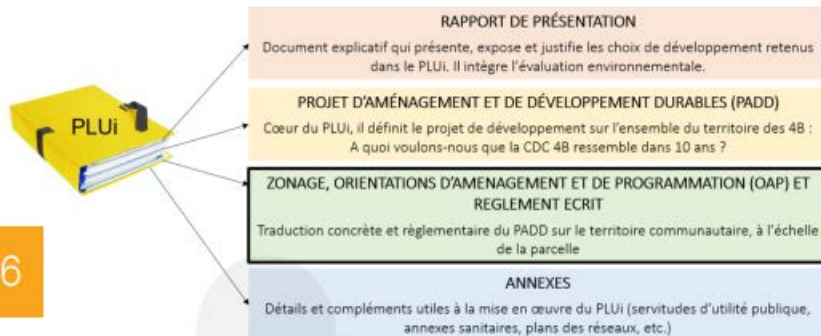 PLUi
RAPPORT DE PRÉSENTATION
Document explicatif qui présente, expose et justifie les choix de développement retenus
dans le PLUi. Il intègre l'évaluation environnementale.
PROJET D'AMÉNAGEMENT ET DE DÉVELOPPEMENT DURABLES (PADD)
Cœur du PLUi, il définit le projet de développement sur l'ensemble du territoire des 4B :
A quoi voulons-nous que la CDC 4B ressemble dans 10 ans ?
ZONAGE, ORIENTATIONS D'AMENAGEMENT ET DE PROGRAMMATION (OAP) ET
REGLEMENT ECRIT
Traduction concrète et règlementaire du PADD sur le territoire communautaire, à l'échelle
de la parcelle
ANNEXES
Détails et compléments utiles à la mise en œuvre du PLUi (servitudes d'utilité publique,
annexes sanitaires, plans des réseaux, etc.)
6